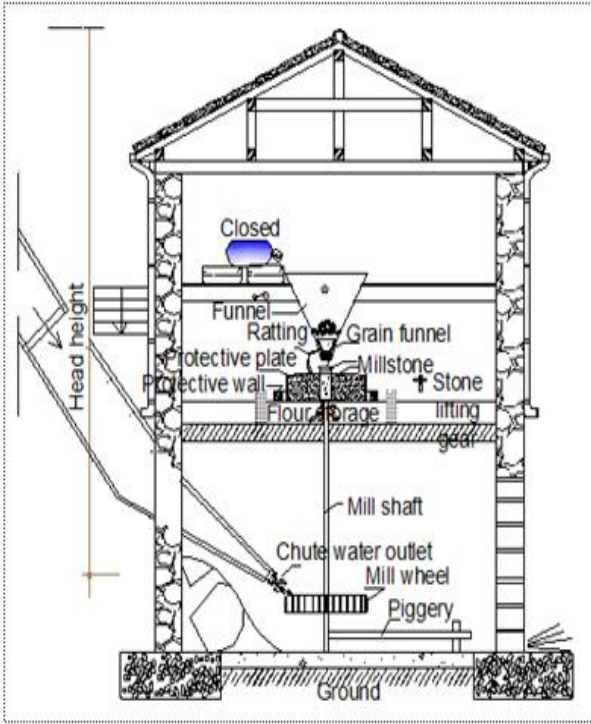 Closed
Funnel
Ratting
Grain funnel
Protective plate
Millstone
Protective wall
Stone
lifting
gear
Flour storage
Head height
Mill shaft
Chute water outlet
Mill wheel
Piggery
Ground